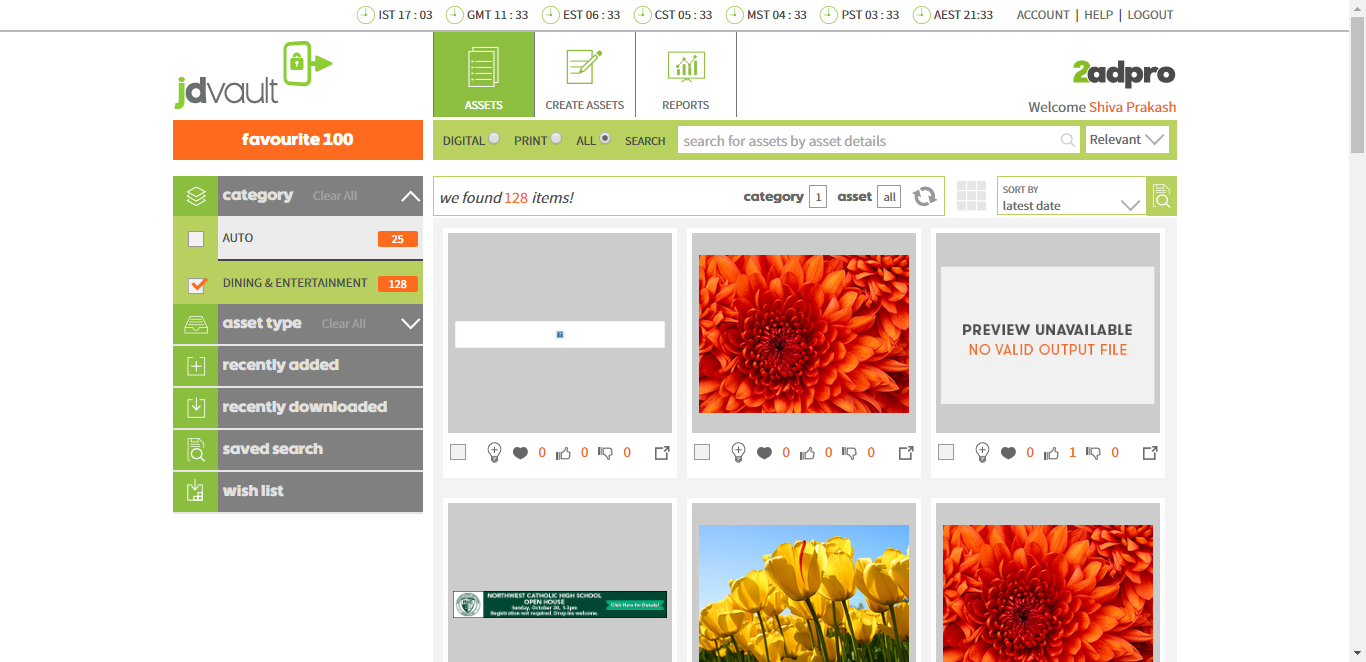 IST 17 : 03 GMT 11 : 33 EST 06 : 33 CST 05 : 33 MST 04 : 33 PST 03 : 33 AEST 21:33 ACCOUNT | HELP | LOGOUT
jdvault
ASSETS
CREATE ASSETS
REPORTS
2adpro
Welcome Shiva Prakash
favourite 100
DIGITAL PRINT ALL SEARCH search for assets by asset details Relevant
category Clear All
AUTO 25
DINING & ENTERTAINMENT 128
asset type Clear All
recently added
recently downloaded
saved search
wish list
we found 128 items! category 1 asset all
SORT BY
latest date
PREVIEW UNAVAILABLE
NO VALID OUTPUT FILE
0 0 0
0 0 0
0 1 0
NORTHWEST CATHOLIC HIGH SCHOOL
OPEN HOUSE
Sunday, October 30, 1-3pm
Registration not required. Drop-ins welcome.
Click Here for Details!